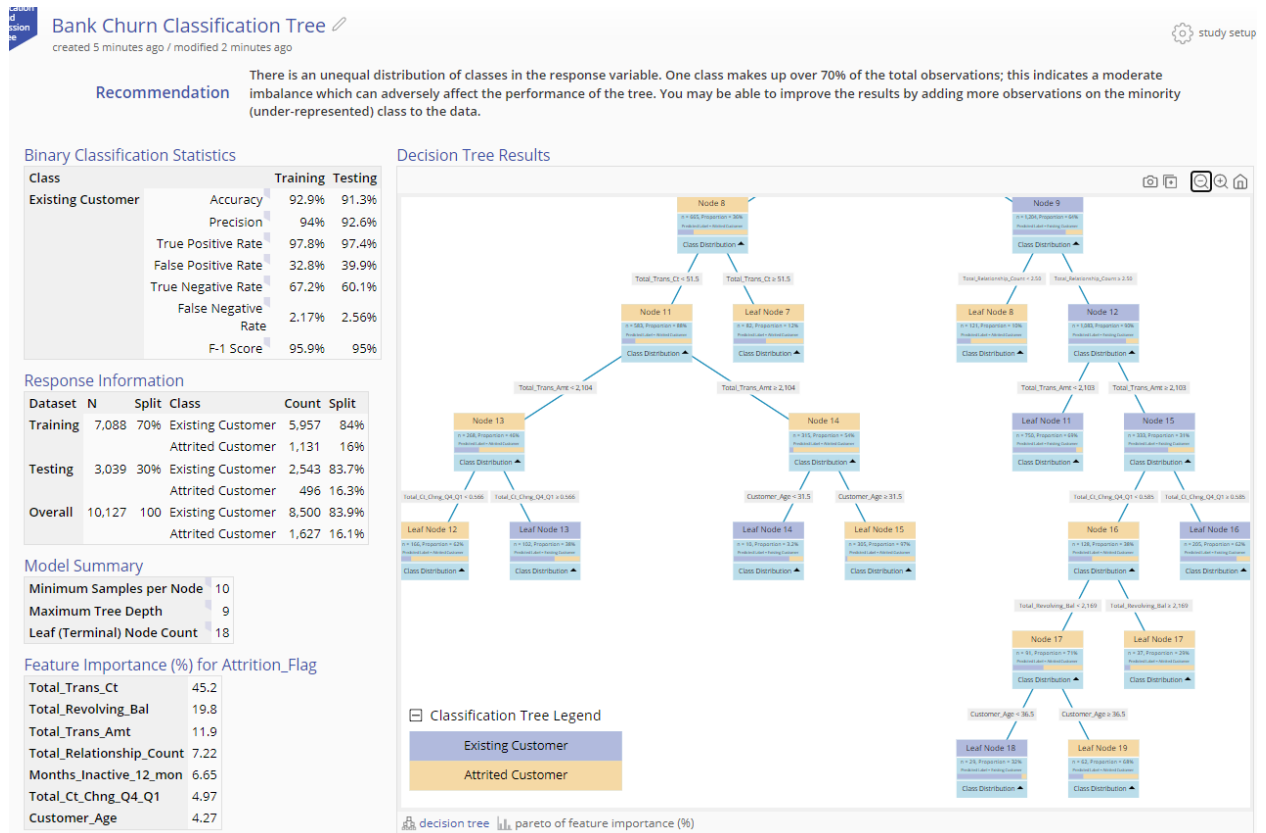 Bank Churn Classification Tree
created 5 minutes ago / modified 2 minutes ago
study setup
Recommendation
There is an unequal distribution of classes in the response variable. One class makes up over 70% of the total observations; this indicates a moderate
imbalance which can adversely affect the performance of the tree. You may be able to improve the results by adding more observations on the minority
(under-represented) class to the data.
Binary Classification Statistics
Class Training Testing
Existing Customer Accuracy 92.9% 91.3%
Precision 94% 92.6%
True Positive Rate 97.8% 97.4%
False Positive Rate 32.8% 39.9%
True Negative Rate 67.2% 60.1%
False Negative
Rate 2.17% 2.56%
F-1 Score 95.9% 95%
Response Information
Dataset N Split Class Count Split
Training 7,088 70% Existing Customer 5,957 84%
Attrited Customer 1,131 16%
Testing 3,039 30% Existing Customer 2,543 83.7%
Attrited Customer 496 16.3%
Overall 10,127 100 Existing Customer 8,500 83.9%
Attrited Customer 1,627 16.1%
Model Summary
Minimum Samples per Node 10
Maximum Tree Depth 9
Leaf (Terminal) Node Count 18
Feature Importance (%) for Attrition_Flag
Total_Trans_Ct 45.2
Total_Revolving_Bal 19.8
Total_Trans_Amt 11.9
Total_Relationship_Count 7.22
Months_Inactive_12_mon 6.65
Total_Ct_Chng_Q4_Q1 4.97
Customer_Age 4.27
Decision Tree Results
Node 8
Class Distribution
Node 9
Class Distribution
Total_Trans_Ct < 51.5
Total_Trans_Ct ≥ 51.5
Total_Relationship_Count < 2.50
Total_Relationship_Count ≥ 2.50
Node 11
Class Distribution
Leaf Node 7
Class Distribution
Leaf Node 8
Class Distribution
Node 12
Class Distribution
Total_Trans_Amt < 2,104
Total_Trans_Amt ≥ 2,104
Total_Trans_Amt < 2,103
Total_Trans_Amt ≥ 2,103
Node 13
Class Distribution
Node 14
Class Distribution
Leaf Node 11
Class Distribution
Node 15
Class Distribution
Total_Ct_Chng_Q4_Q1 < 0.566
Total_Ct_Chng_Q4_Q1 ≥ 0.566
Customer_Age < 31.5
Customer_Age ≥ 31.5
Total_Ct_Chng_Q4_Q1 < 0.585
Total_Ct_Chng_Q4_Q1 ≥ 0.585
Leaf Node 12
Class Distribution
Leaf Node 13
Class Distribution
Leaf Node 14
Class Distribution
Leaf Node 15
Class Distribution
Node 16
Class Distribution
Leaf Node 16
Class Distribution
Total_Revolving_Bal < 2,169
Total_Revolving_Bal ≥ 2,169
Node 17
Class Distribution
Leaf Node 17
Class Distribution
Customer_Age < 36.5
Customer_Age ≥ 36.5
Leaf Node 18
Class Distribution
Leaf Node 19
Class Distribution
Classification Tree Legend
Existing Customer
Attrited Customer
decision tree
pareto of feature importance (%)